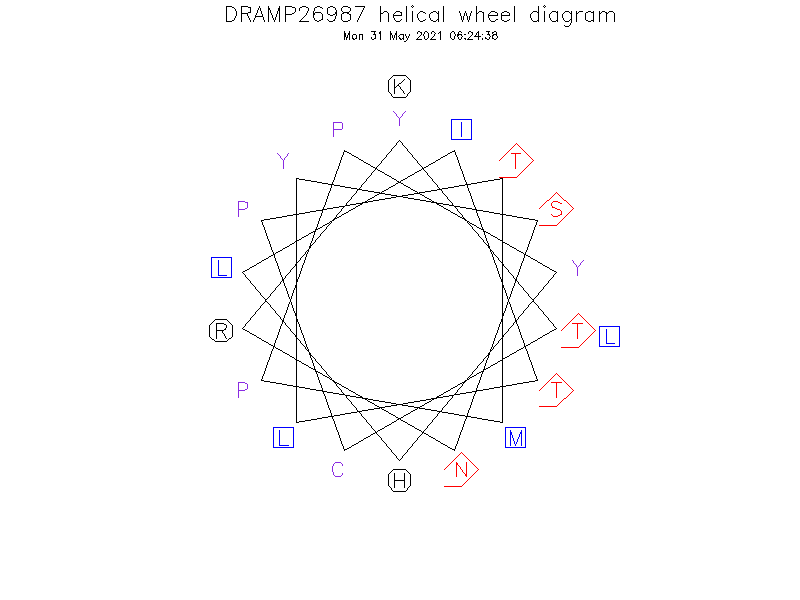 DRAMP26987 helical wheel diagram
Mon 31 May 2021 06:24:38
K
P Y I
Y T
P S
L Y
R T L
P T
L M
C H N